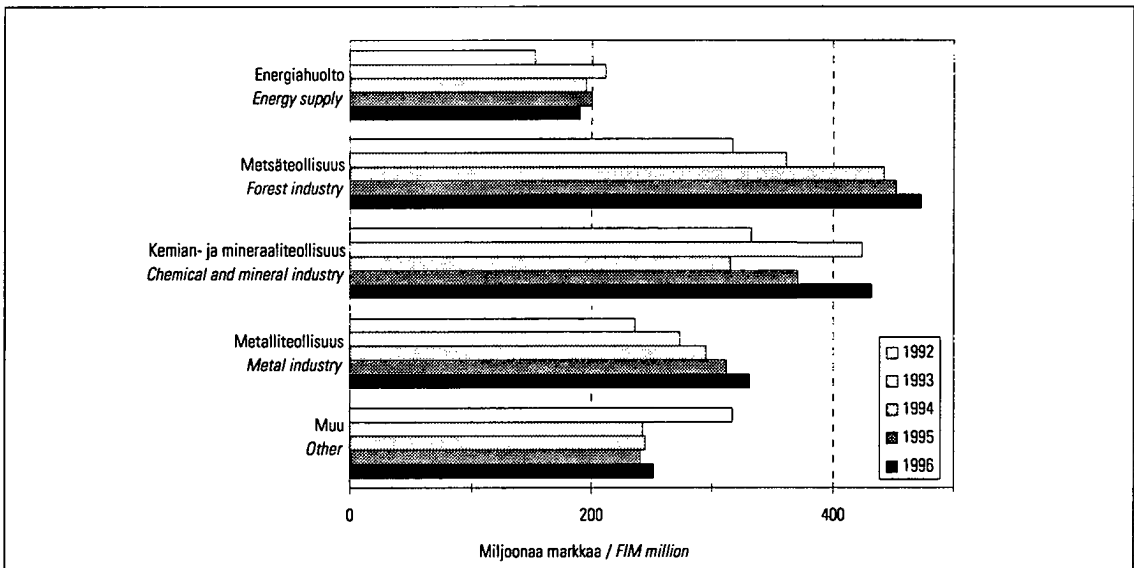 Energiahuolto
Energy supply
Metsäteollisuus
Forest industry
Kemian- ja mineraaliteollisuus
Chemical and mineral industry
Metalliteollisuus
Metal industry
Muu
Other
1992
1993
1994
1995
1996
0 200 400
Miljoonaa markkaa / FIM million